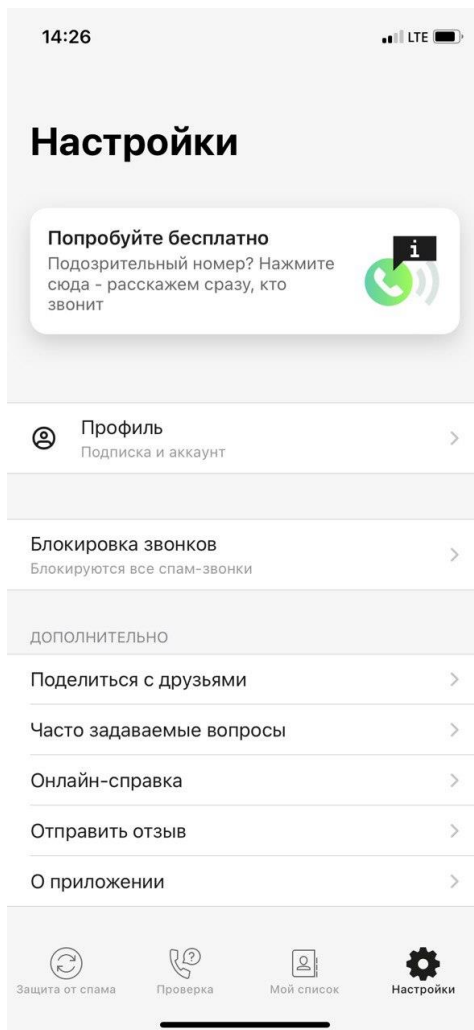 14:26
LTE
Настройки
Попробуйте бесплатно
Подозрительный номер? Нажмите
сюда - расскажем сразу, кто
звонит
i
Профиль
Подписка и аккаунт
Блокировка звонков
Блокируются все спам-звонки
ДОПОЛНИТЕЛЬНО
Поделиться с друзьями
Часто задаваемые вопросы
Онлайн-справка
Отправить отзыв
О приложении
Защита от спама
Проверка
Мой список
Настройки